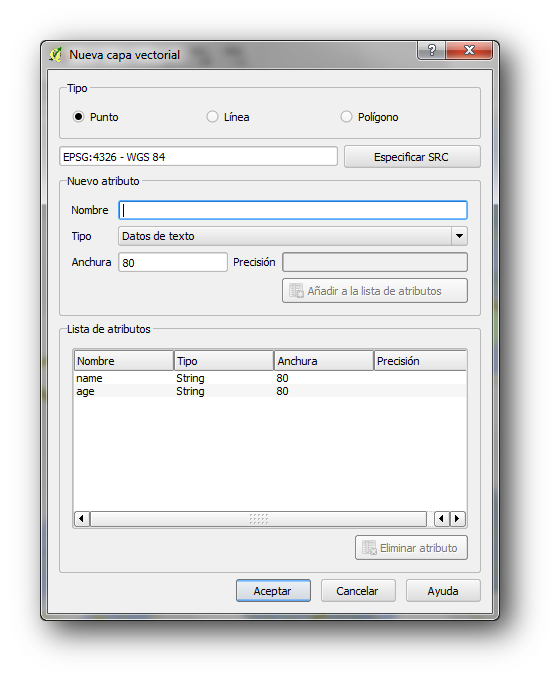 Nueva capa vectorial
Tipo
Punto Línea Polígono
EPSG:4326 - WGS 84 Especificar SRC
Nuevo atributo
Nombre
Tipo Datos de texto
Anchura 80 Precisión
Añadir a la lista de atributos
Lista de atributos
Nombre Tipo Anchura Precisión
name String 80
age String 80
Eliminar atributo
Aceptar Cancelar Ayuda